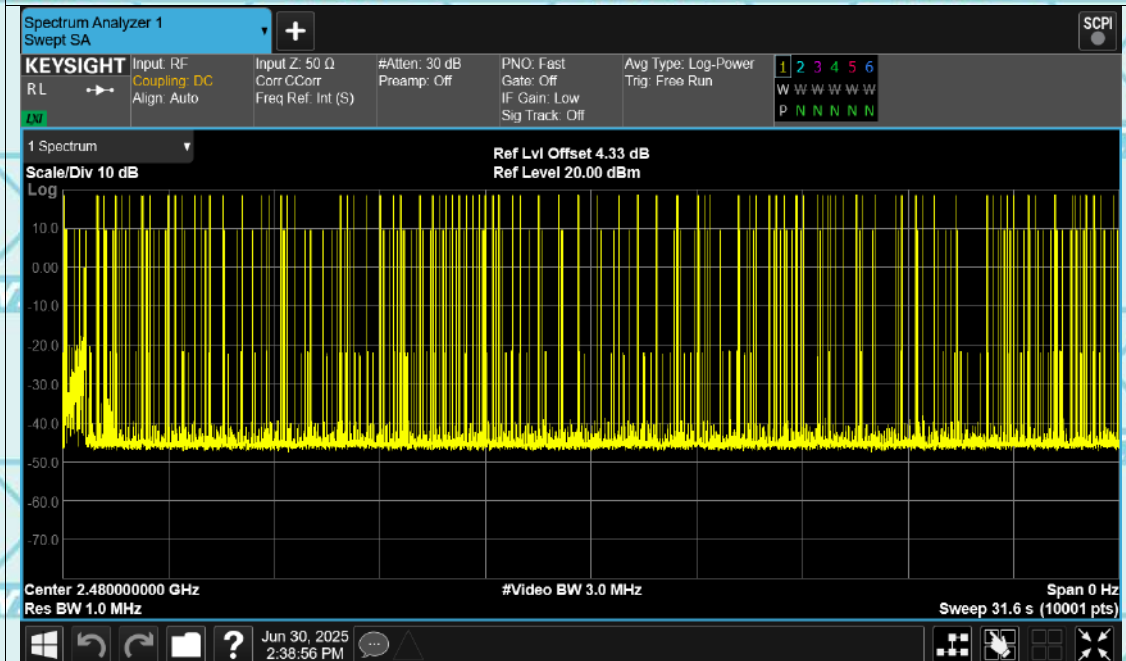 Spectrum Analyzer 1
Swept SA
+
SCPI
KEYSIGHT
RL
LXI
Input: RF
Coupling: DC
Align: Auto
Input Z: 50 Ω
Corr CCorr
Freq Ref: Int (S)
#Atten: 30 dB
Preamp: Off
PNO: Fast
Gate: Off
IF Gain: Low
Sig Track: Off
Avg Type: Log-Power
Trig: Free Run
1 2 3 4 5 6
W W W W W W
P N N N N N
1 Spectrum
Scale/Div 10 dB
Ref Lvl Offset 4.33 dB
Ref Level 20.00 dBm
Log
10.0
0.00
-10.0
-20.0
-30.0
-40.0
-50.0
-60.0
-70.0
Center 2.480000000 GHz
#Video BW 3.0 MHz
Span 0 Hz
Res BW 1.0 MHz
Sweep 31.6 s (10001 pts)
?
Jun 30, 2025
2:38:56 PM